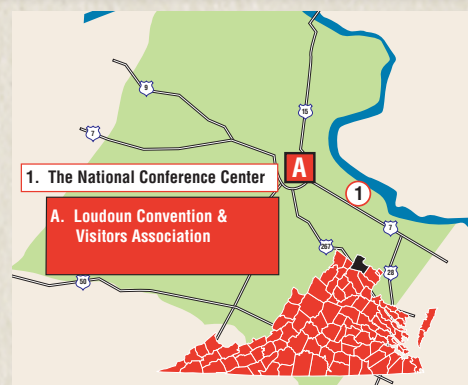 9
15
7
A
1. The National Conference Center
1
A. Loudoun Convention &
Visitors Association
7
267
28
50